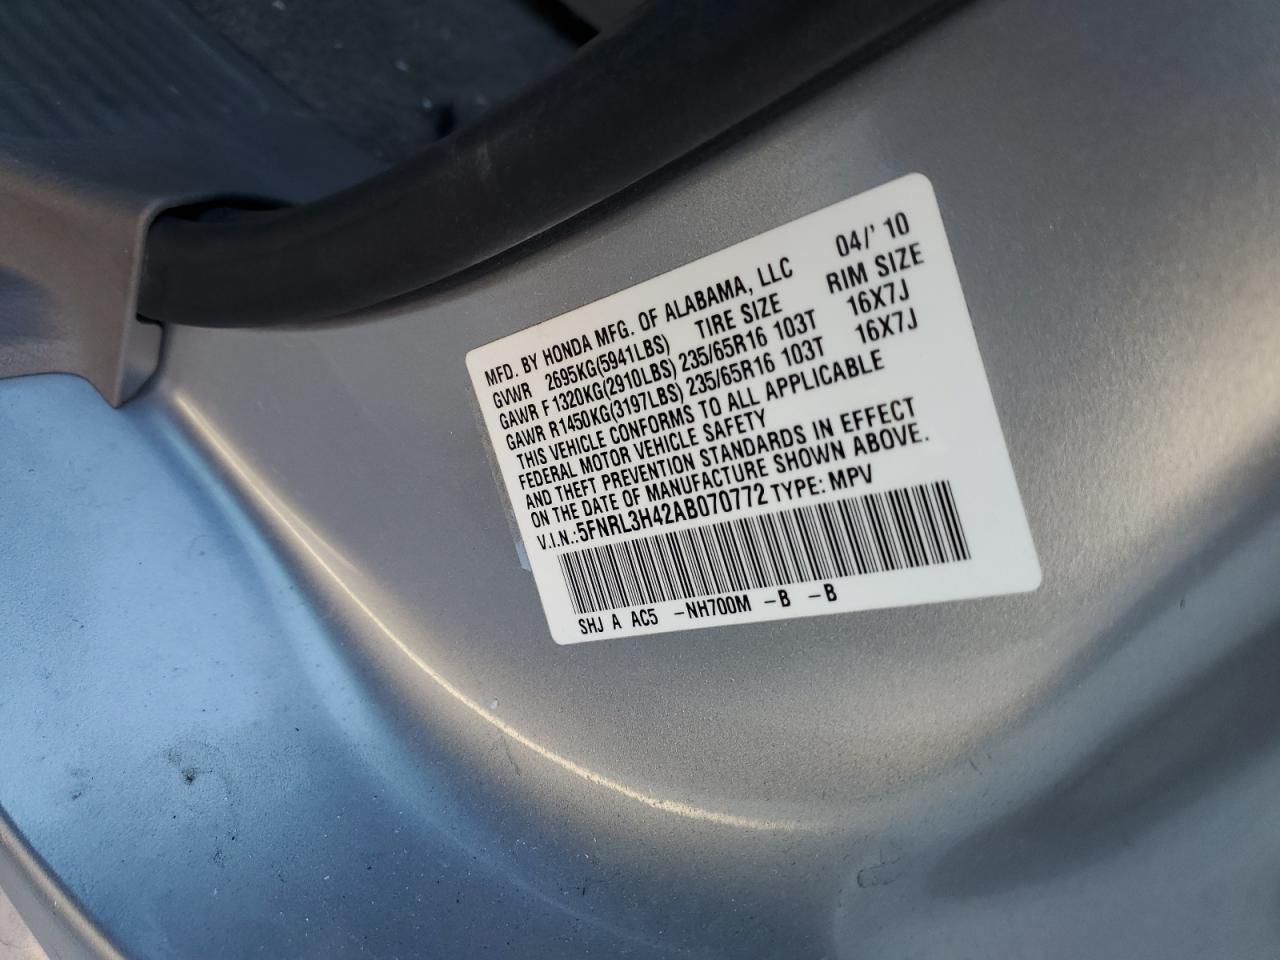 MFD. BY HONDA MFG. OF ALABAMA, LLC 04/' 10
GVWR 2695KG(5941LBS) TIRE SIZE RIM SIZE
GAWR F 1320KG(2910LBS) 235/65R16 103T 16X7J
GAWR R1450KG(3197LBS) 235/65R16 103T 16X7J
THIS VEHICLE CONFORMS TO ALL APPLICABLE
FEDERAL MOTOR VEHICLE SAFETY
AND THEFT PREVENTION STANDARDS IN EFFECT
ON THE DATE OF MANUFACTURE SHOWN ABOVE.
V.I.N.:5FNRL3H42AB070772 TYPE: MPV
SHJ A AC5 -NH700M -B -B